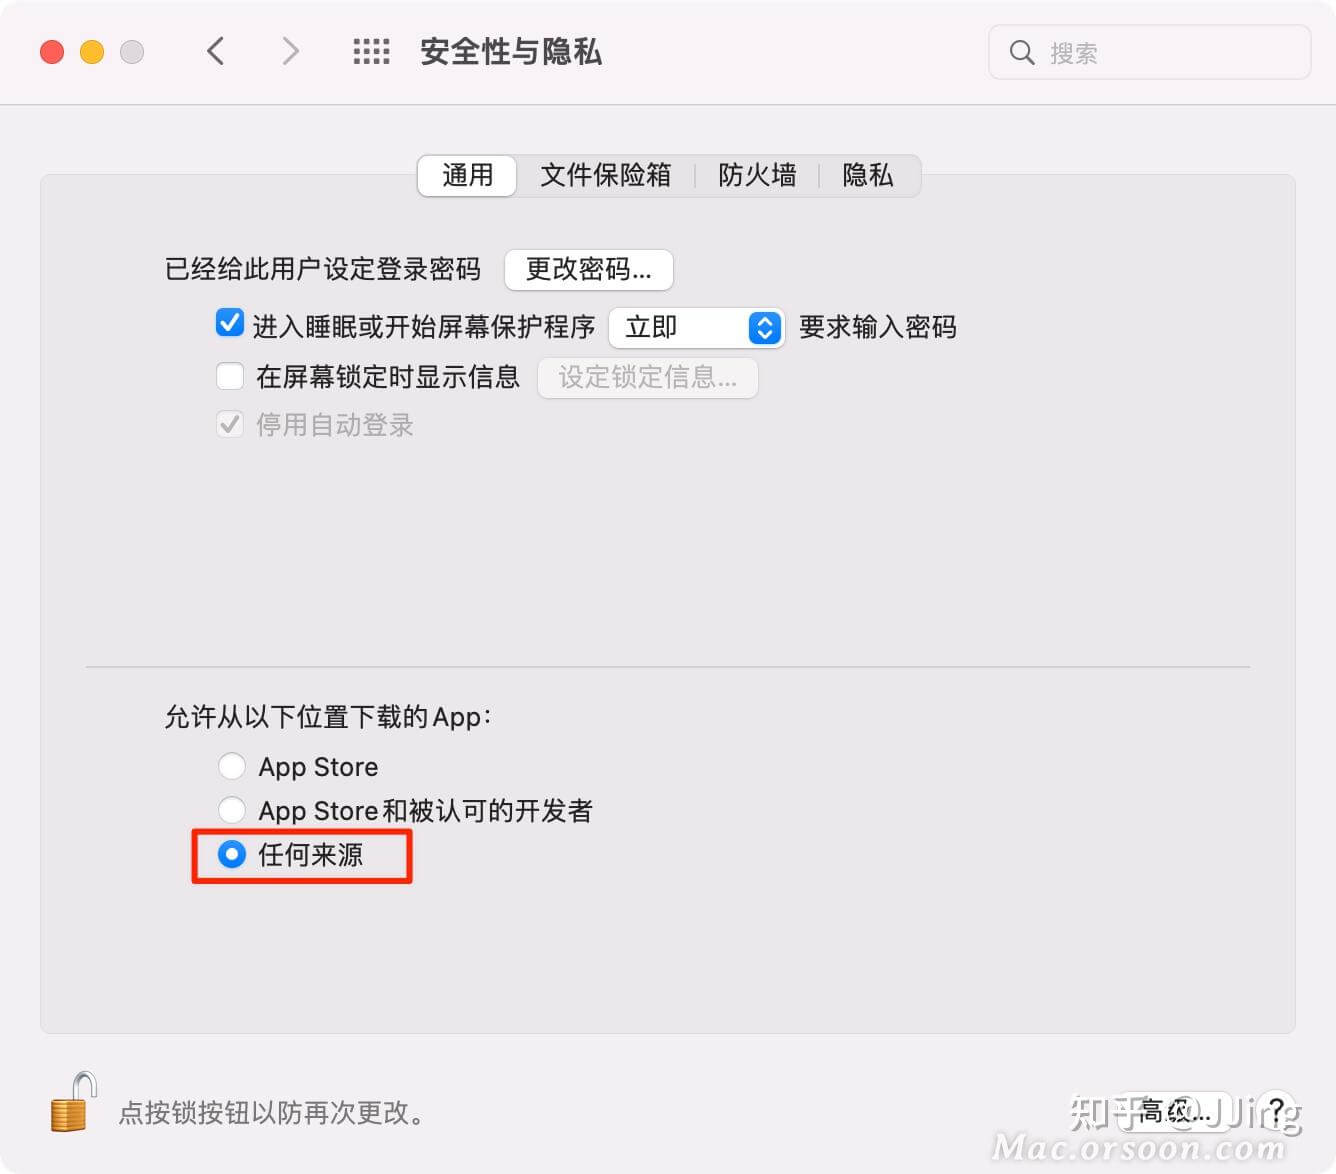 安全性与隐私
搜索
通用 文件保险箱 防火墙 隐私
已经给此用户设定登录密码 更改密码...
进入睡眠或开始屏幕保护程序 立即 要求输入密码
在屏幕锁定时显示信息 设定锁定信息...
停用自动登录
允许从以下位置下载的App：
App Store
App Store和被认可的开发者
任何来源
点按锁按钮以防再次更改。
高级... ?
知乎 @JJing
Mac.orsoon.com